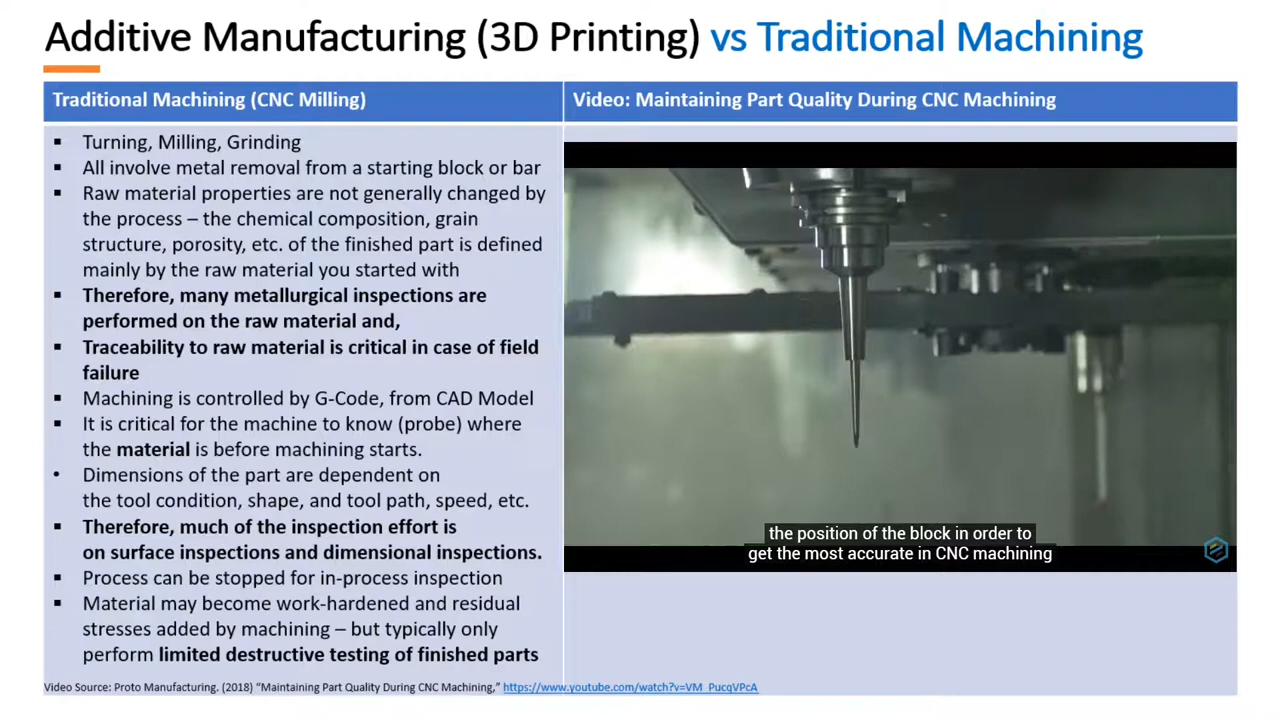 Additive Manufacturing (3D Printing) vs Traditional Machining
Traditional Machining (CNC Milling)
▪ Turning, Milling, Grinding
▪ All involve metal removal from a starting block or bar
▪ Raw material properties are not generally changed by
the process – the chemical composition, grain
structure, porosity, etc. of the finished part is defined
mainly by the raw material you started with
▪ Therefore, many metallurgical inspections are
performed on the raw material and,
▪ Traceability to raw material is critical in case of field
failure
▪ Machining is controlled by G-Code, from CAD Model
▪ It is critical for the machine to know (probe) where
the material is before machining starts.
• Dimensions of the part are dependent on
the tool condition, shape, and tool path, speed, etc.
▪ Therefore, much of the inspection effort is
on surface inspections and dimensional inspections.
▪ Process can be stopped for in-process inspection
▪ Material may become work-hardened and residual
stresses added by machining – but typically only
perform limited destructive testing of finished parts
Video: Maintaining Part Quality During CNC Machining
the position of the block in order to
get the most accurate in CNC machining
Video Source: Proto Manufacturing. (2018) “Maintaining Part Quality During CNC Machining,” https://www.youtube.com/watch?v=VM_PucqVPcA